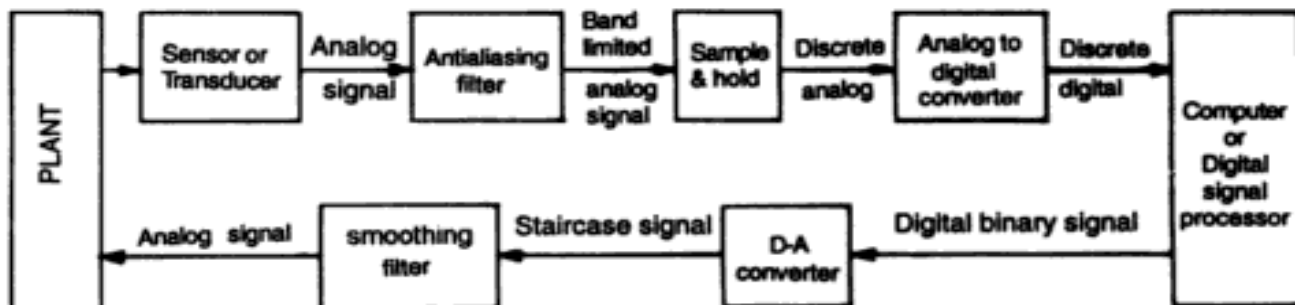 PLANT
Sensor or
Transducer
Analog
signal
Antialiasing
filter
Band
limited
analog
signal
Sample
& hold
Discrete
analog
Analog to
digital
converter
Discrete
digital
Computer
or
Digital
signal
processor
Analog signal
smoothing
filter
Staircase signal
D-A
converter
Digital binary signal